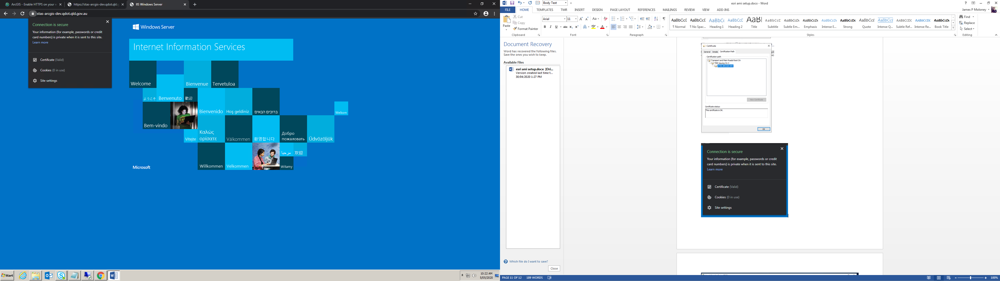 ArcGIS - Enable HTTPS on your w
https://stas-arcgis-dev.qdot.qld.g
IIS Windows Server
stas-arcgis-dev.qdot.qld.gov.au
Connection is secure
Your information (for example, passwords or credit
card numbers) is private when it is sent to this site.
Learn more
Certificate (Valid)
Cookies (0 in use)
Site settings
Windows Server
Internet Information Services
Welcome
Bienvenue
Tervetuloa
ようこそ
Benvenuto
歡迎
Bem-vindo
Bienvenido
Hoş geldiniz
ברוכים הבאים
Welkom
Vítejte
Καλώς
ορίσατε
Välkommen
환영합니다
Добро
пожаловать
Üdvözöljük
Willkommen
Velkommen
مرحبا
欢迎
Witamy
Microsoft
Start
10:22 AM
5/05/2020
Body Text
esri ami setup.docx - Word
FILE HOME TEMPLATES TMR INSERT DESIGN PAGE LAYOUT REFERENCES MAILINGS REVIEW VIEW ADD-INS
James P Moloney
Paste
Cut
Copy
Format Painter
Clipboard
Arial 11
Font
Paragraph
AaBbCcD AaBbCcD AaBbC AaBbCc AaBl AaBbCcD AaBbCcDa AaBbCcDa AaBbCcDa AaBbCcDc AaBbCcI AaBbCcI AaBbCcDd AaBbCcDd AaBbCcDa
¶ Normal ¶ No Spac... Heading 1 Heading 2 Title Subtitle Subtle Em... Emphasis Intense E... Strong Quote Intense Q... Subtle Ref... Intense Re... Book Title
Styles
Find
Replace
Select
Editing
Document Recovery
Word has recovered the following files.
Save the ones you wish to keep.
Available Files
esri ami setup.docx [Ori...
Version created last time t...
30/04/2020 1:27 PM
Which file do I want to save?
Close
Certificate
General Details Certification Path
Certification path
Transport and Main Roads Root CA
TMR Issuing CA 3
STAS ARCGIS DEV
View Certificate
Certificate status:
This certificate is OK.
OK
Connection is secure
Your information (for example, passwords or credit
card numbers) is private when it is sent to this site.
Learn more
Certificate (Valid)
Cookies (0 in use)
Site settings
PAGE 11 OF 12 189 WORDS
100%